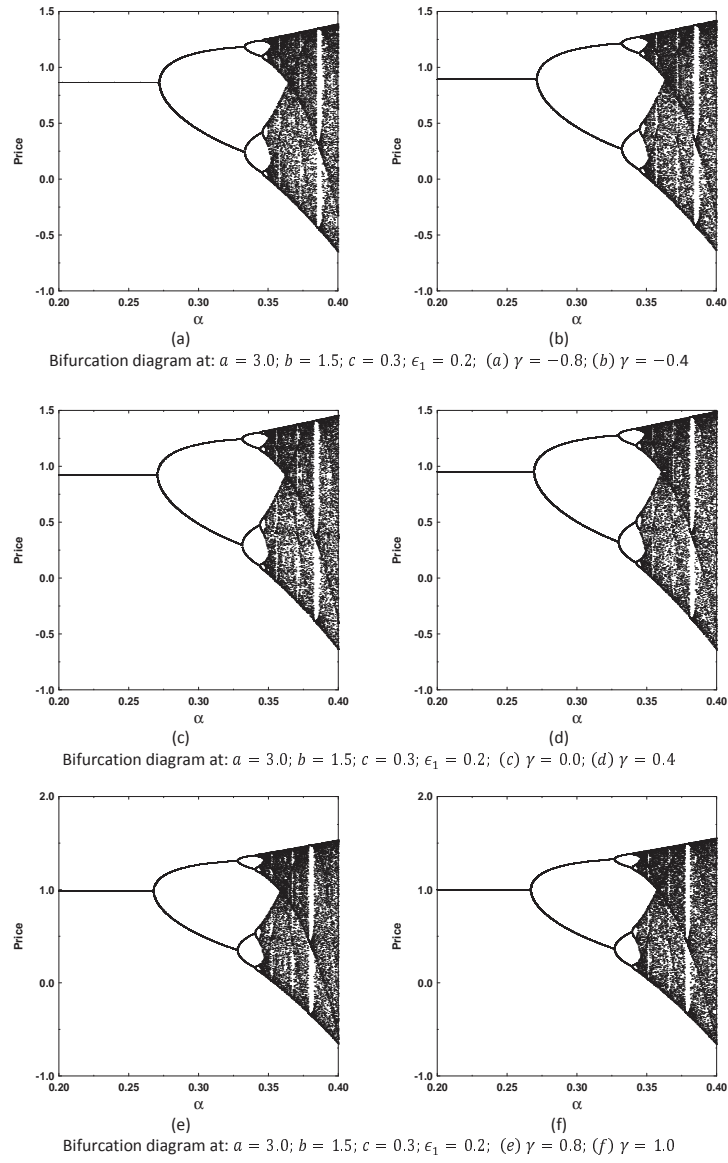 1.5
1.5
1.0
1.0
0.5
0.5
Price
Price
0.0
0.0
-0.5
-0.5
-1.0
-1.0
0.20 0.25 0.30 0.35 0.40
0.20 0.25 0.30 0.35 0.40
α
α
(a)
(b)
Bifurcation diagram at: a = 3.0; b = 1.5; c = 0.3; ϵ₁ = 0.2; (a) γ = −0.8; (b) γ = −0.4
1.5
1.5
1.0
1.0
0.5
0.5
Price
Price
0.0
0.0
-0.5
-0.5
-1.0
-1.0
0.20 0.25 0.30 0.35 0.40
0.20 0.25 0.30 0.35 0.40
α
α
(c)
(d)
Bifurcation diagram at: a = 3.0; b = 1.5; c = 0.3; ϵ₁ = 0.2; (c) γ = 0.0; (d) γ = 0.4
2.0
2.0
1.0
1.0
Price
Price
0.0
0.0
-1.0
-1.0
0.20 0.25 0.30 0.35 0.40
0.20 0.25 0.30 0.35 0.40
α
α
(e)
(f)
Bifurcation diagram at: a = 3.0; b = 1.5; c = 0.3; ϵ₁ = 0.2; (e) γ = 0.8; (f) γ = 1.0